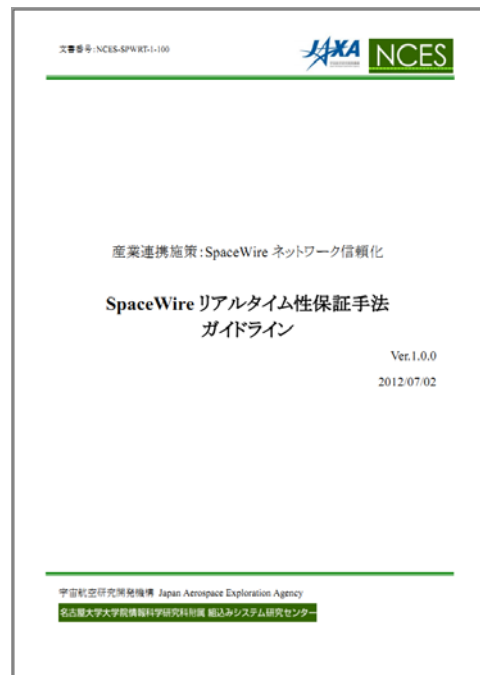 文書番号:NCES-SPWRT-1-100
JAXA
NCES
産業連携施策:SpaceWire ネットワーク信頼化
SpaceWire リアルタイム性保証手法
ガイドライン
Ver.1.0.0
2012/07/02
宇宙航空研究開発機構 Japan Aerospace Exploration Agency
名古屋大学大学院情報科学研究科附属 組込みシステム研究センター